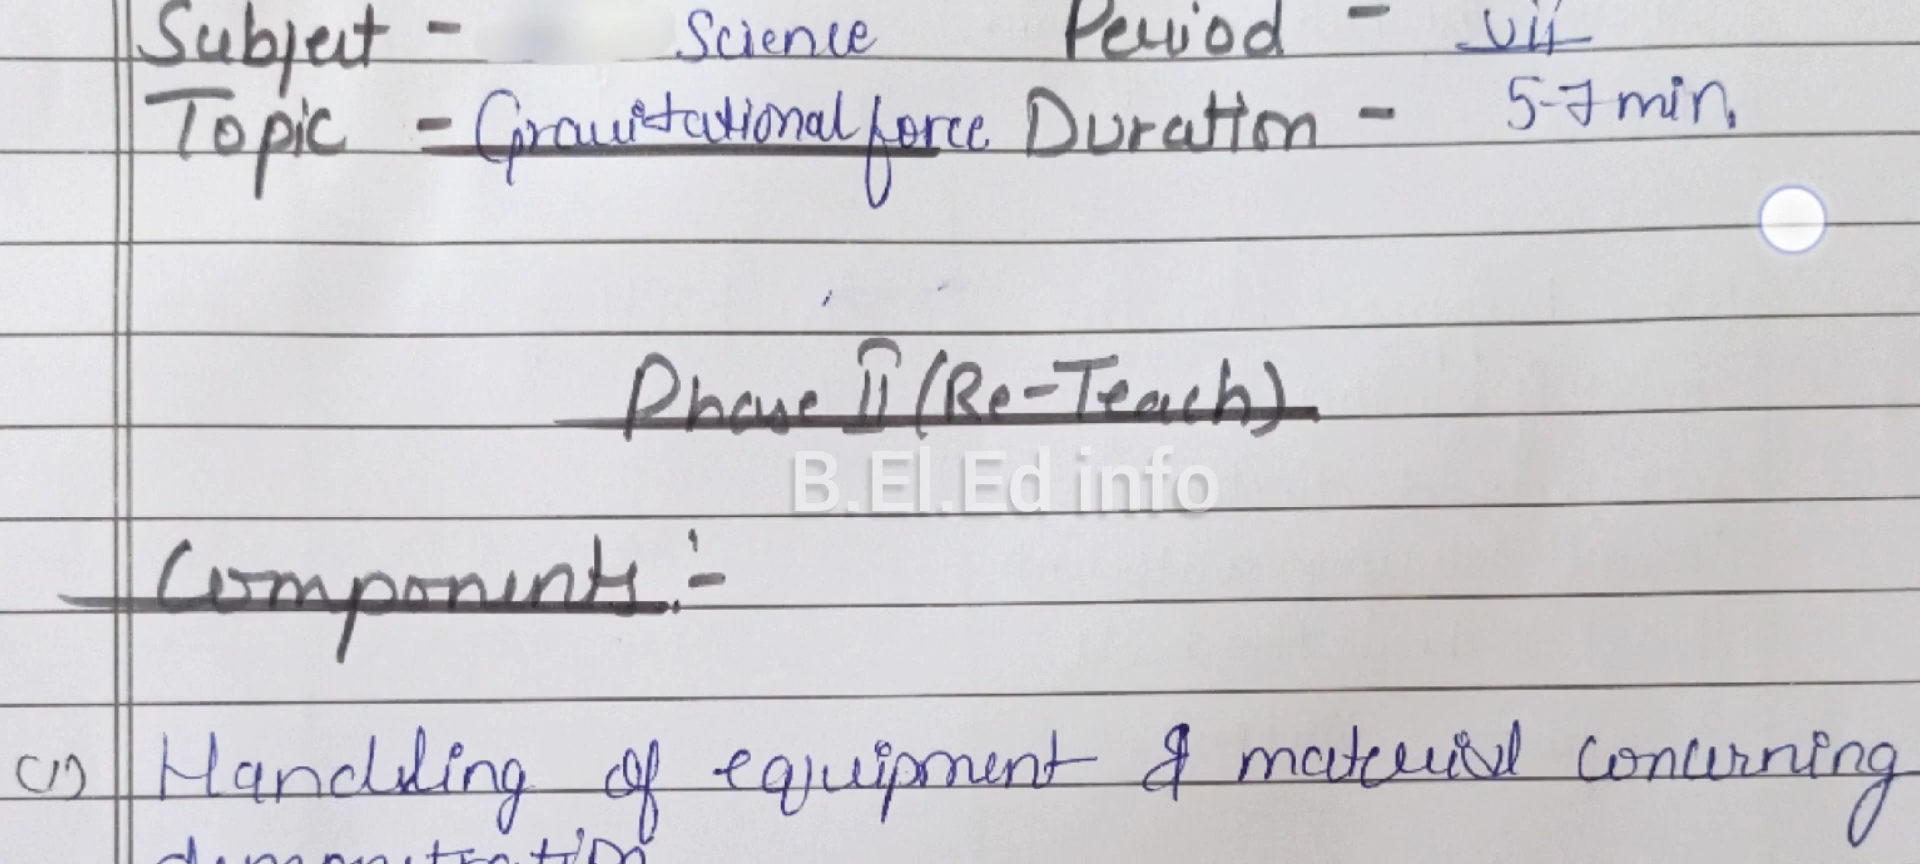 Subject - Science Period - vii
Topic - Gravitational force Duration - 5-7 min.
Phase II (Re-Teach)
B.El.Ed info
Components :-
(1) Handling of equipment & material concerning
demonstration